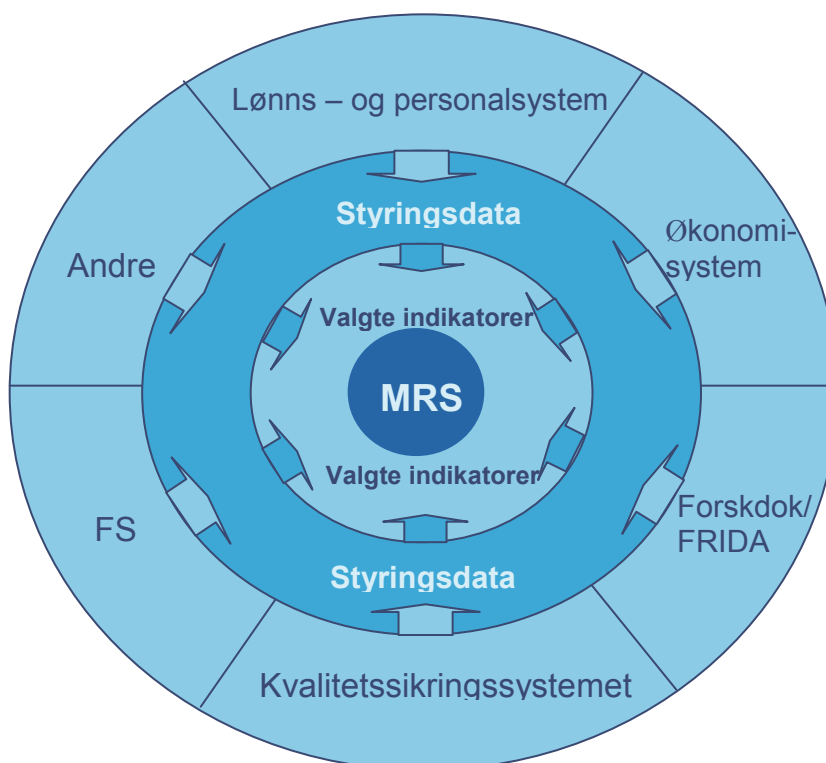 Lønns – og personalsystem
Styringsdata
Økonomi-
system
Andre
Valgte indikatorer
MRS
Valgte indikatorer
FS
Forskdok/
FRIDA
Styringsdata
Kvalitetssikringssystemet